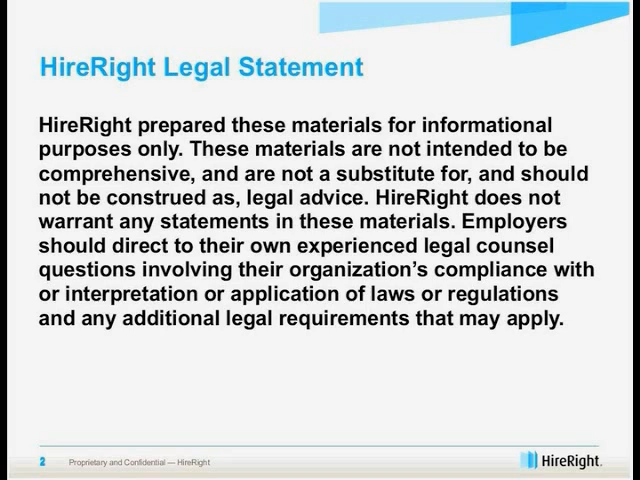 HireRight Legal Statement
HireRight prepared these materials for informational
purposes only. These materials are not intended to be
comprehensive, and are not a substitute for, and should
not be construed as, legal advice. HireRight does not
warrant any statements in these materials. Employers
should direct to their own experienced legal counsel
questions involving their organization’s compliance with
or interpretation or application of laws or regulations
and any additional legal requirements that may apply.
2 Proprietary and Confidential — HireRight
HireRight.